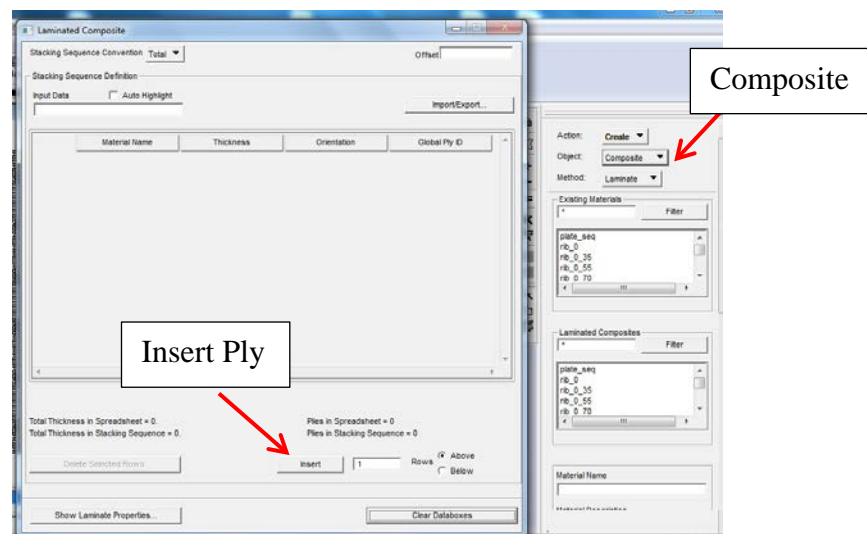 Laminated Composite
Stacking Sequence Convention Total
Offset
Stacking Sequence Definition
Input Data
Auto Highlight
Import/Export...
Material Name
Thickness
Orientation
Global Ply ID
Insert Ply
Total Thickness in Spreadsheet = 0.
Plies in Spreadsheet = 0
Total Thickness in Stacking Sequence = 0.
Plies in Stacking Sequence = 0
Delete Selected Rows
Insert
1
Rows
Above
Below
Show Laminate Properties...
Clear Databoxes
Composite
Action: Create
Object: Composite
Method: Laminate
Existing Materials
*
Filter
plate_seq
rib_0
rib_0_35
rib_0_55
rib_0_70
Laminated Composites
*
Filter
plate_seq
rib_0
rib_0_35
rib_0_55
rib_0_70
Material Name